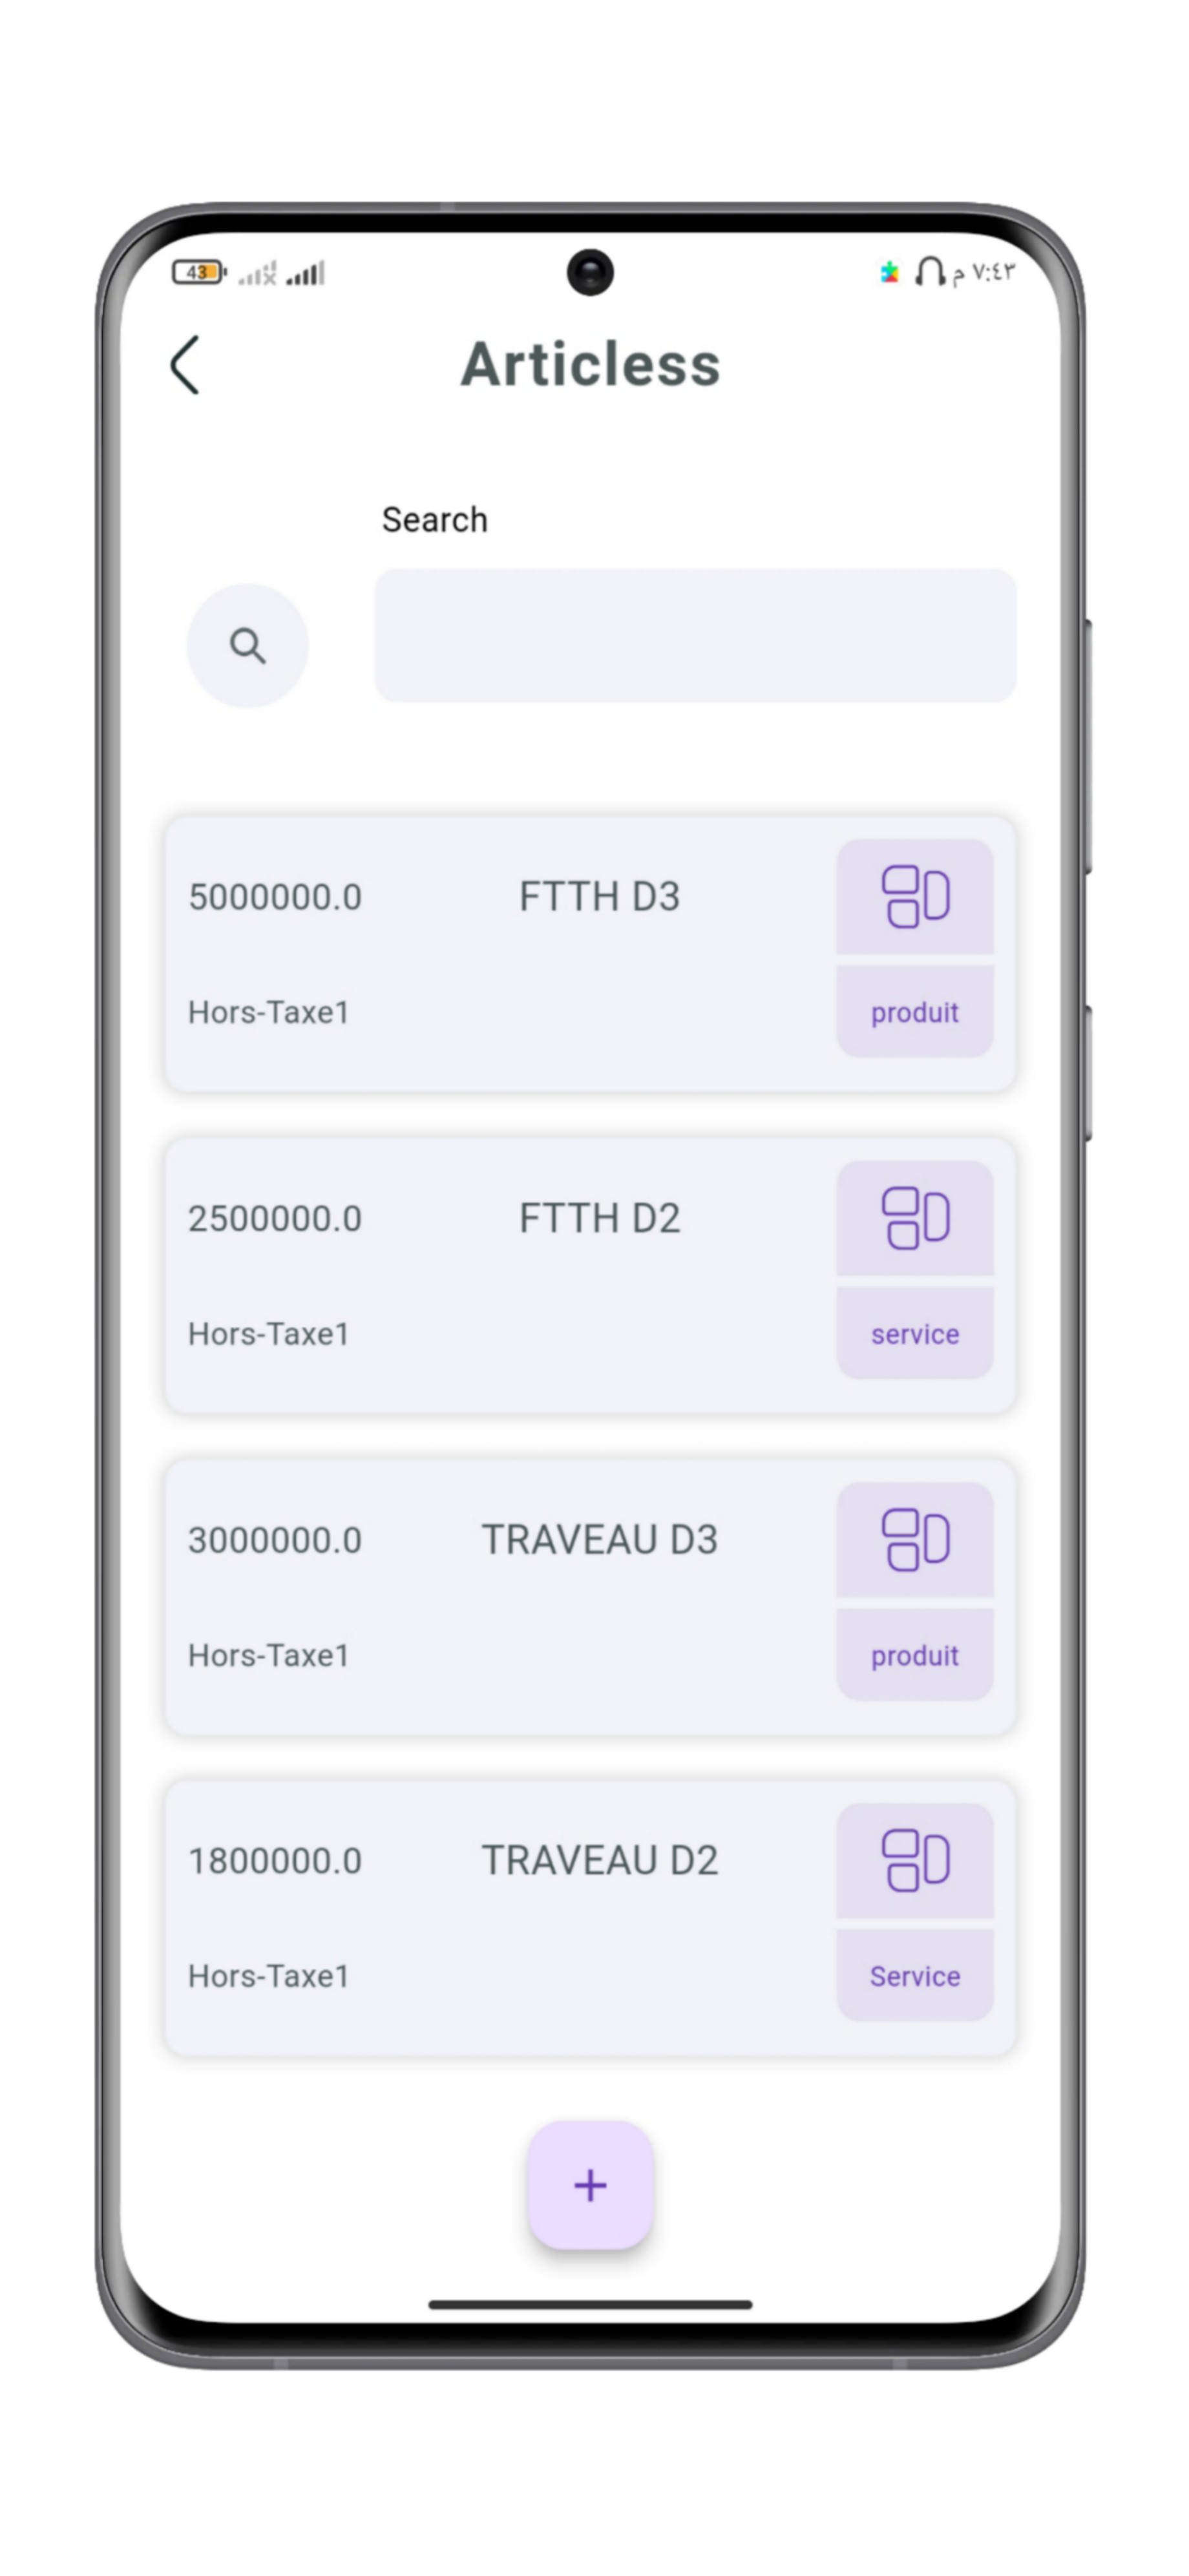 43
٧:٤٣ م
Articless
Search
5000000.0 FTTH D3
Hors-Taxe1 produit
2500000.0 FTTH D2
Hors-Taxe1 service
3000000.0 TRAVEAU D3
Hors-Taxe1 produit
1800000.0 TRAVEAU D2
Hors-Taxe1 Service
+